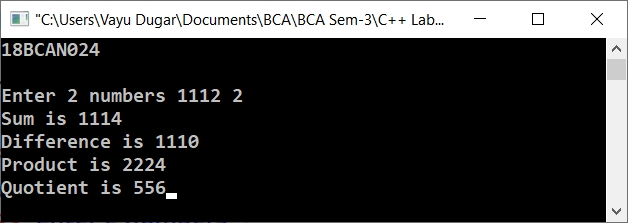 "C:\Users\Vayu Dugar\Documents\BCA\BCA Sem-3\C++ Lab...
18BCAN024
Enter 2 numbers 1112 2
Sum is 1114
Difference is 1110
Product is 2224
Quotient is 556